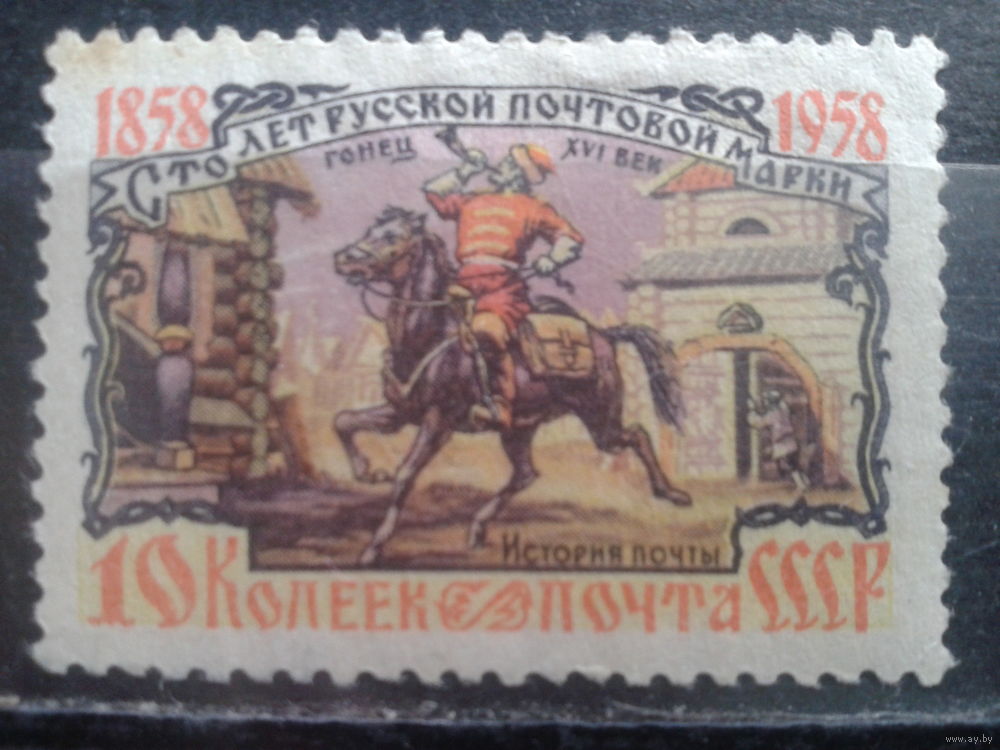 1858 1958
СТО ЛЕТ РУССКОЙ ПОЧТОВОЙ МАРКИ
ГОНЕЦ XVI ВЕК
ИСТОРИЯ ПОЧТЫ
10 КОПЕЕК ПОЧТА СССР
www.ay.by